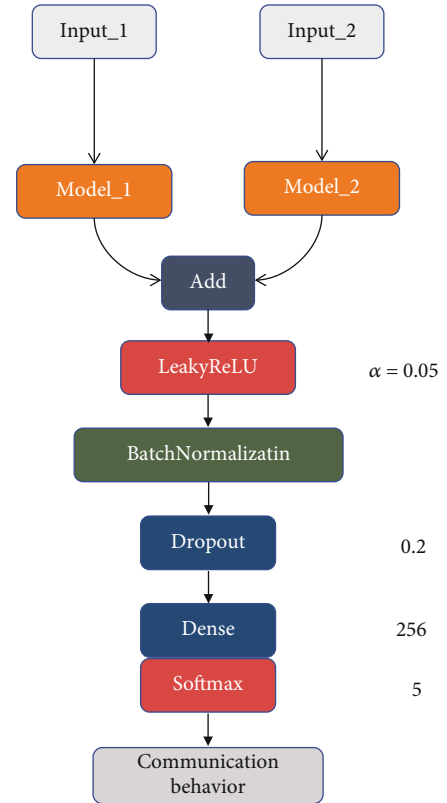 Input_1
Input_2
Model_1
Model_2
Add
LeakyReLU
α = 0.05
BatchNormalizatin
Dropout
0.2
Dense
256
Softmax
5
Communication
behavior